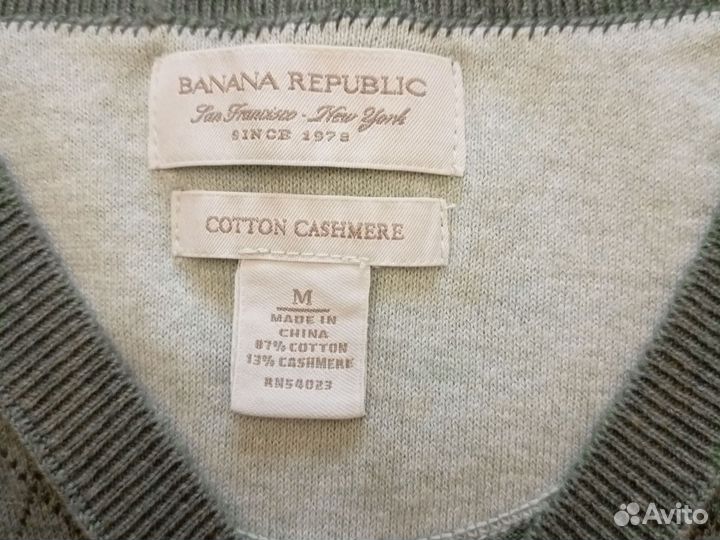 BANANA REPUBLIC
San Francisco - New York
SINCE 1978
COTTON CASHMERE
M
MADE IN
CHINA
87% COTTON
13% CASHMERE
RN54023
Avito